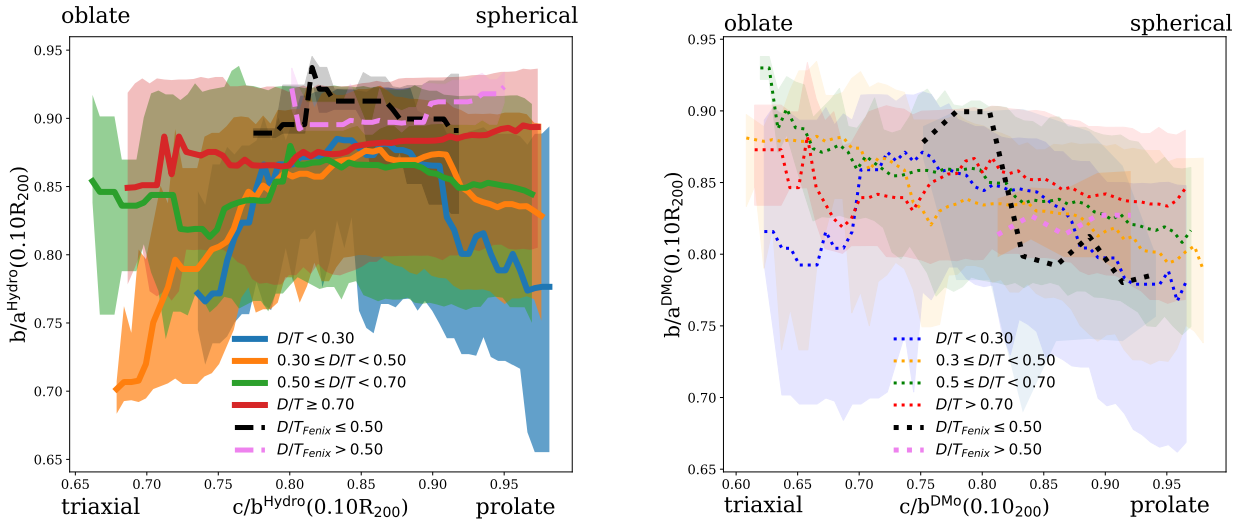 oblate
spherical
0.95
0.90
0.85
0.80
0.75
0.70
0.65
b/a^Hydro(0.10R_200)
D/T < 0.30
0.30 ≤ D/T < 0.50
0.50 ≤ D/T < 0.70
D/T ≥ 0.70
D/T_Fenix ≤ 0.50
D/T_Fenix > 0.50
0.65 0.70 0.75 0.80 0.85 0.90 0.95
triaxial
c/b^Hydro(0.10R_200)
prolate
oblate
spherical
0.95
0.90
0.85
0.80
0.75
0.70
0.65
b/a^DMo(0.10R_200)
D/T < 0.30
0.3 ≤ D/T < 0.50
0.5 ≤ D/T < 0.70
D/T > 0.70
D/T_Fenix ≤ 0.50
D/T_Fenix > 0.50
0.60 0.65 0.70 0.75 0.80 0.85 0.90 0.95
triaxial
c/b^DMo(0.10_200)
prolate